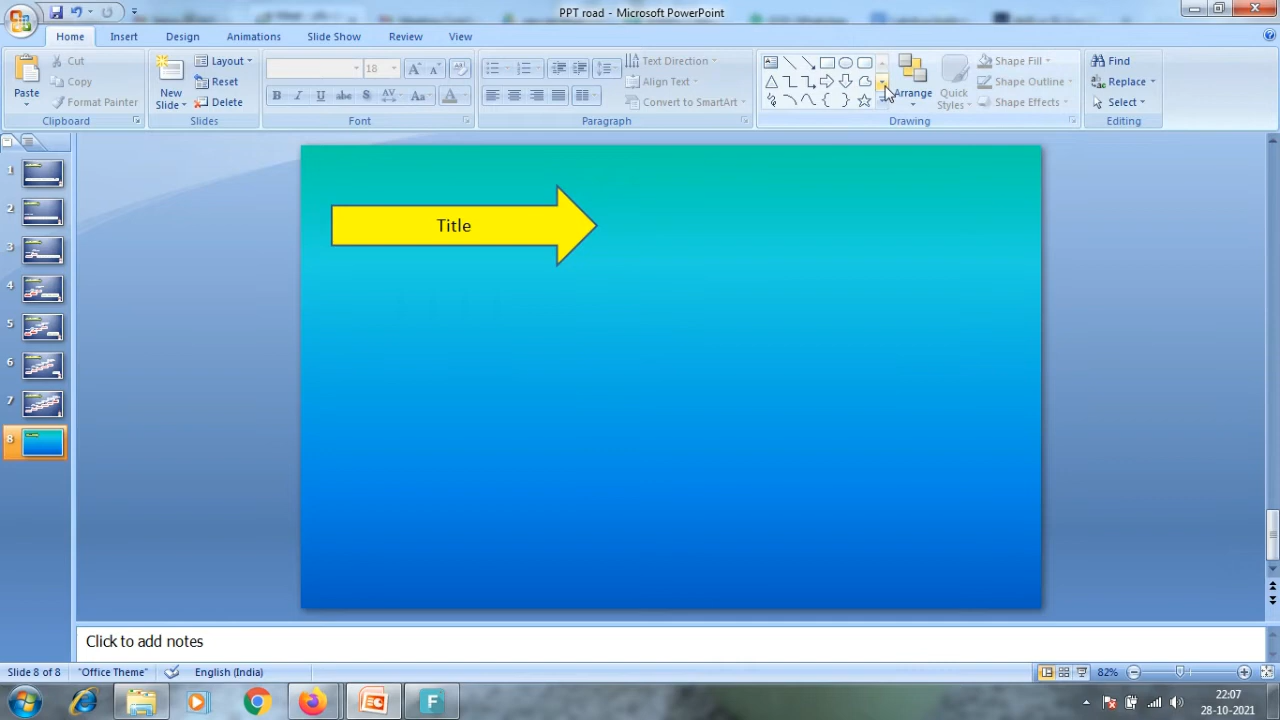 PPT road - Microsoft PowerPoint
Home Insert Design Animations Slide Show Review View
Paste
Cut
Copy
Format Painter
Clipboard
New Slide
Layout
Reset
Delete
Slides
18
B I U abc S AV Aa A
Font
Text Direction
Align Text
Convert to SmartArt
Paragraph
Arrange
Quick Styles
Shape Fill
Shape Outline
Shape Effects
Drawing
Find
Replace
Select
Editing
1
2
3
4
5
6
7
8
Title
Click to add notes
Slide 8 of 8 "Office Theme" English (India) 82%
F
22:07
28-10-2021